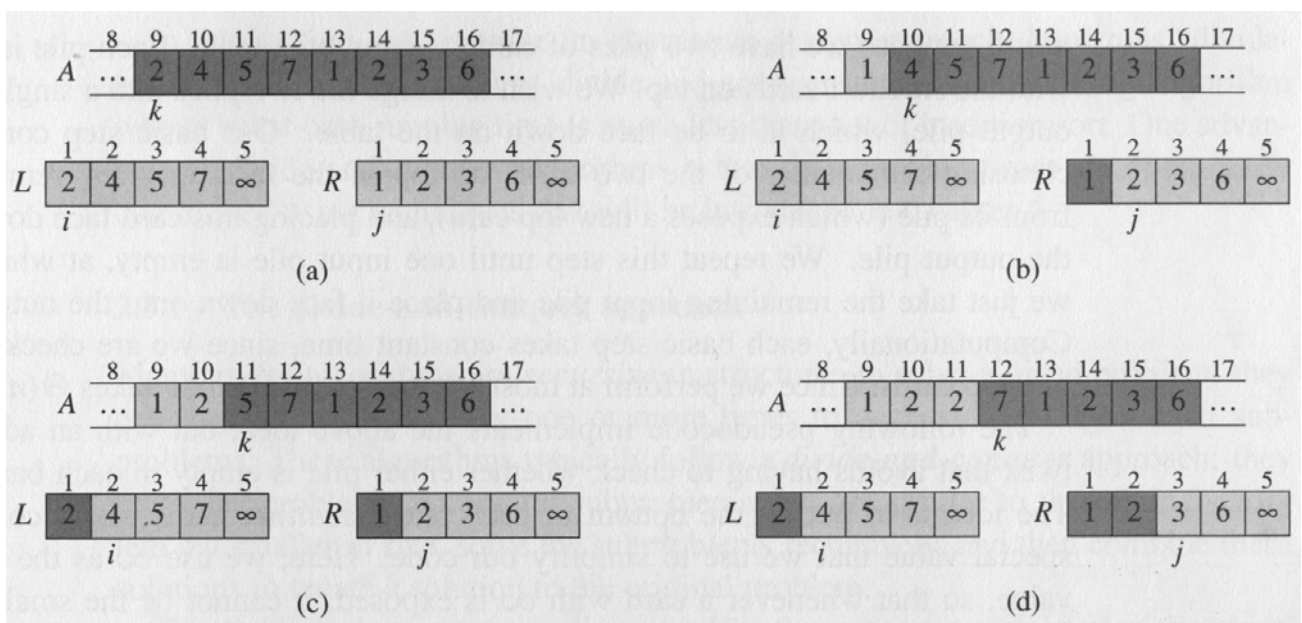 8 9 10 11 12 13 14 15 16 17
A ... 2 4 5 7 1 2 3 6 ...
k
1 2 3 4 5 1 2 3 4 5
L 2 4 5 7 ∞ R 1 2 3 6 ∞
i j
(a)
8 9 10 11 12 13 14 15 16 17
A ... 1 4 5 7 1 2 3 6 ...
k
1 2 3 4 5 1 2 3 4 5
L 2 4 5 7 ∞ R 1 2 3 6 ∞
i j
(b)
8 9 10 11 12 13 14 15 16 17
A ... 1 2 5 7 1 2 3 6 ...
k
1 2 3 4 5 1 2 3 4 5
L 2 4 5 7 ∞ R 1 2 3 6 ∞
i j
(c)
8 9 10 11 12 13 14 15 16 17
A ... 1 2 2 7 1 2 3 6 ...
k
1 2 3 4 5 1 2 3 4 5
L 2 4 5 7 ∞ R 1 2 3 6 ∞
i j
(d)